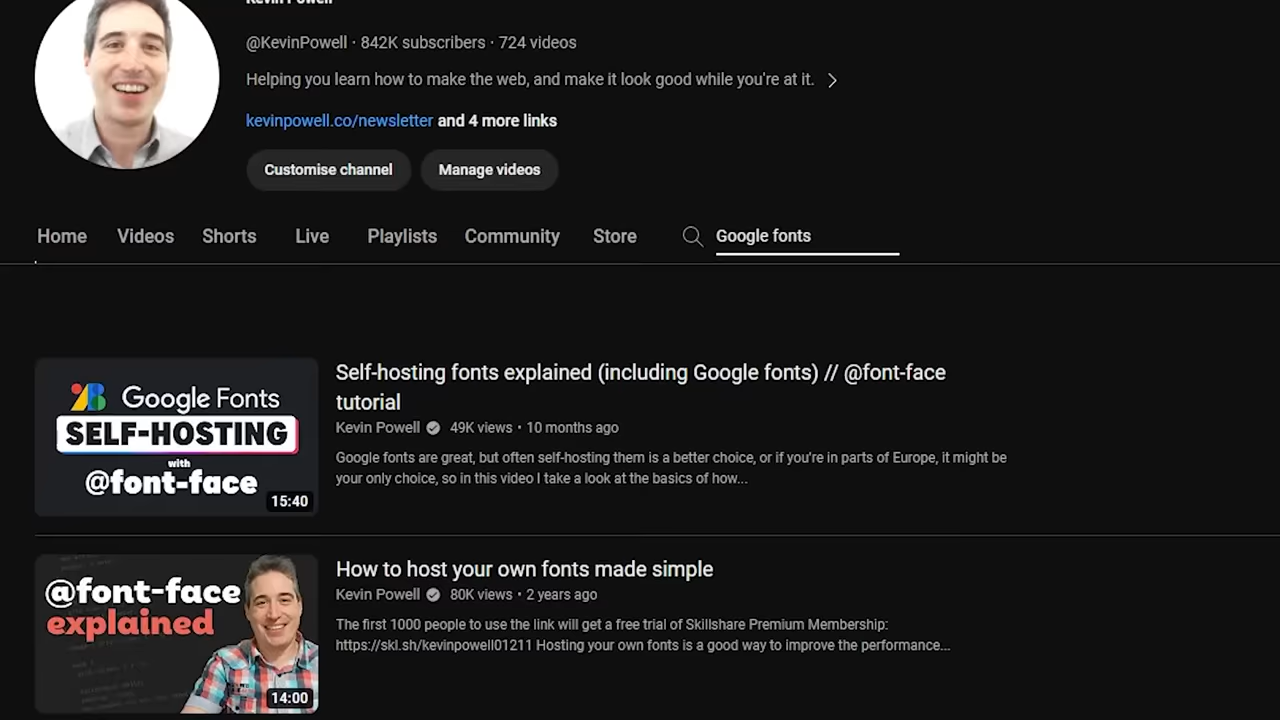 Kevin Powell
@KevinPowell · 842K subscribers · 724 videos
Helping you learn how to make the web, and make it look good while you're at it.
kevinpowell.co/newsletter and 4 more links
Customise channel Manage videos
Home Videos Shorts Live Playlists Community Store Google fonts
Google Fonts
SELF-HOSTING
with
@font-face
15:40
Self-hosting fonts explained (including Google fonts) // @font-face
tutorial
Kevin Powell 49K views • 10 months ago
Google fonts are great, but often self-hosting them is a better choice, or if you're in parts of Europe, it might be
your only choice, so in this video I take a look at the basics of how...
@font-face
explained
14:00
How to host your own fonts made simple
Kevin Powell 80K views • 2 years ago
The first 1000 people to use the link will get a free trial of Skillshare Premium Membership:
https://skl.sh/kevinpowell01211 Hosting your own fonts is a good way to improve the performance...